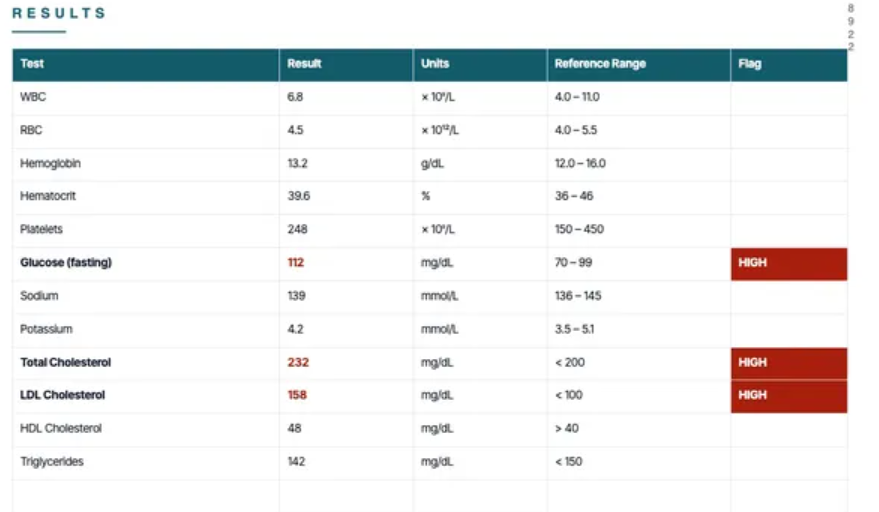 RESULTS
8
9
2
2
Test Result Units Reference Range Flag
WBC 6.8 × 10⁹/L 4.0 – 11.0
RBC 4.5 × 10¹²/L 4.0 – 5.5
Hemoglobin 13.2 g/dL 12.0 – 16.0
Hematocrit 39.6 % 36 – 46
Platelets 248 × 10⁹/L 150 – 450
Glucose (fasting) 112 mg/dL 70 – 99 HIGH
Sodium 139 mmol/L 136 – 145
Potassium 4.2 mmol/L 3.5 – 5.1
Total Cholesterol 232 mg/dL < 200 HIGH
LDL Cholesterol 158 mg/dL < 100 HIGH
HDL Cholesterol 48 mg/dL > 40
Triglycerides 142 mg/dL < 150